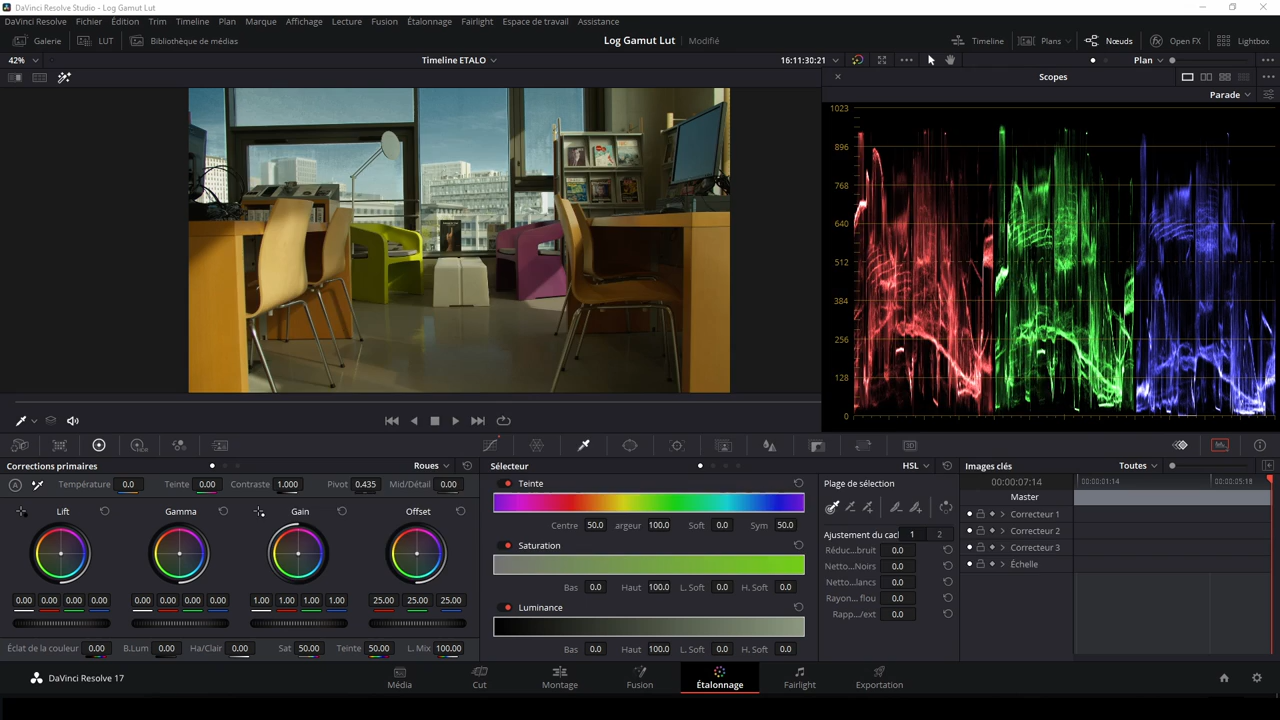 DaVinci Resolve Studio - Log Gamut Lut
DaVinci Resolve Fichier Édition Trim Timeline Plan Marque Affichage Lecture Fusion Étalonnage Fairlight Espace de travail Assistance
Galerie LUT Bibliothèque de médias Log Gamut Lut Modifié Timeline Plans Nœuds Open FX Lightbox
42% Timeline ETALO 16:11:30:21 Plan
Scopes
Parade
1023
896
768
640
512
384
256
128
0
Corrections primaires Roues Sélecteur HSL Images clés Toutes
Température 0.0 Teinte 0.00 Contraste 1.000 Pivot 0.435 Mid/Détail 0.00
Teinte
Plage de sélection
00:00:07:14 00:00:01:14 00:00:05:18
Master
Lift Gamma Gain Offset
Centre 50.0 argeur 100.0 Soft 0.0 Sym 50.0
Correcteur 1
Correcteur 2
Correcteur 3
Échelle
Ajustement du cac 1 2
Saturation
Réduc...bruit 0.0
Netto...Noirs 0.0
Netto...lancs 0.0
Rayon... flou 0.0
Rapp.../ext 0.0
Bas 0.0 Haut 100.0 L. Soft 0.0 H. Soft 0.0
0.00 0.00 0.00 0.00 0.00 0.00 0.00 0.00 1.00 1.00 1.00 1.00 25.00 25.00 25.00
Luminance
Éclat de la couleur 0.00 B.Lum 0.00 Ha/Clair 0.00 Sat 50.00 Teinte 50.00 L. Mix 100.00
Bas 0.0 Haut 100.0 L. Soft 0.0 H. Soft 0.0
DaVinci Resolve 17 Média Cut Montage Fusion Étalonnage Fairlight Exportation